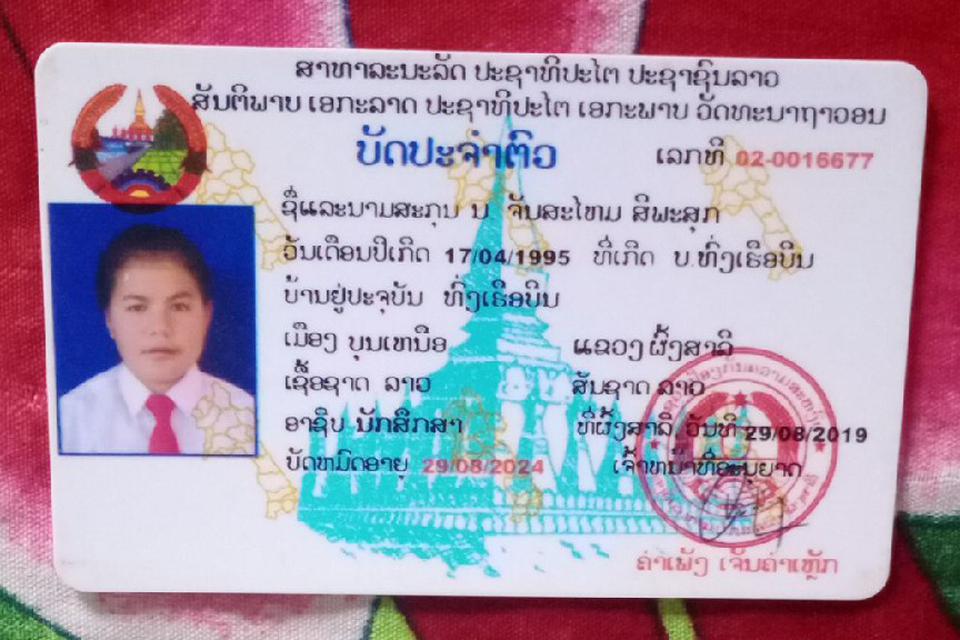 ສາທາລະນະລັດ ປະຊາທິປະໄຕ ປະຊາຊົນລາວ
ສັນຕິພາບ ເອກະລາດ ປະຊາທິປະໄຕ ເອກະພາບ ວັດທະນາຖາວອນ
ບັດປະຈຳຕົວ ເລກທີ 02-0016677
ຊື່ແລະນາມສະກຸນ ນ ຈັນສະໄຫມ ສີພະສຸກ
ວັນເດືອນປີເກີດ 17/04/1995 ທີ່ເກີດ ບ.ທົ່ງເຮືອບິນ
ບ້ານຢູ່ປະຈຸບັນ ທົ່ງເຮືອບິນ
ເມືອງ ບຸນເຫນືອ ແຂວງ ຜົ້ງສາລີ
ເຊື້ອຊາດ ລາວ ສັນຊາດ ລາວ
ອາຊີບ ນັກສຶກສາ ທີ່ຜົ້ງສາລີ ວັນທີ 29/08/2019
ບັດຫມົດອາຍຸ 29/08/2024 ເຈົ້າຫນ້າທີ່ອະນຸຍາດ
ຄຳເພັງ ເຈັນຄຳເຫຼັກ